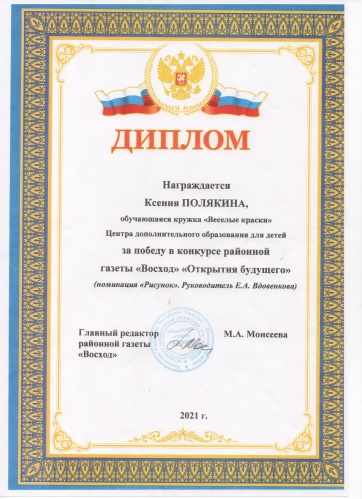 ДИПЛОМ
Награждается
Ксения ПОЛЯКИНА,
обучающаяся кружка «Веселые краски»
Центра дополнительного образования для детей
за победу в конкурсе районной
газеты «Восход» «Открытия будущего»
(номинация «Рисунок». Руководитель Е.А. Вдовенкова)
Главный редактор М.А. Моисеева
районной газеты
«Восход»
2021 г.